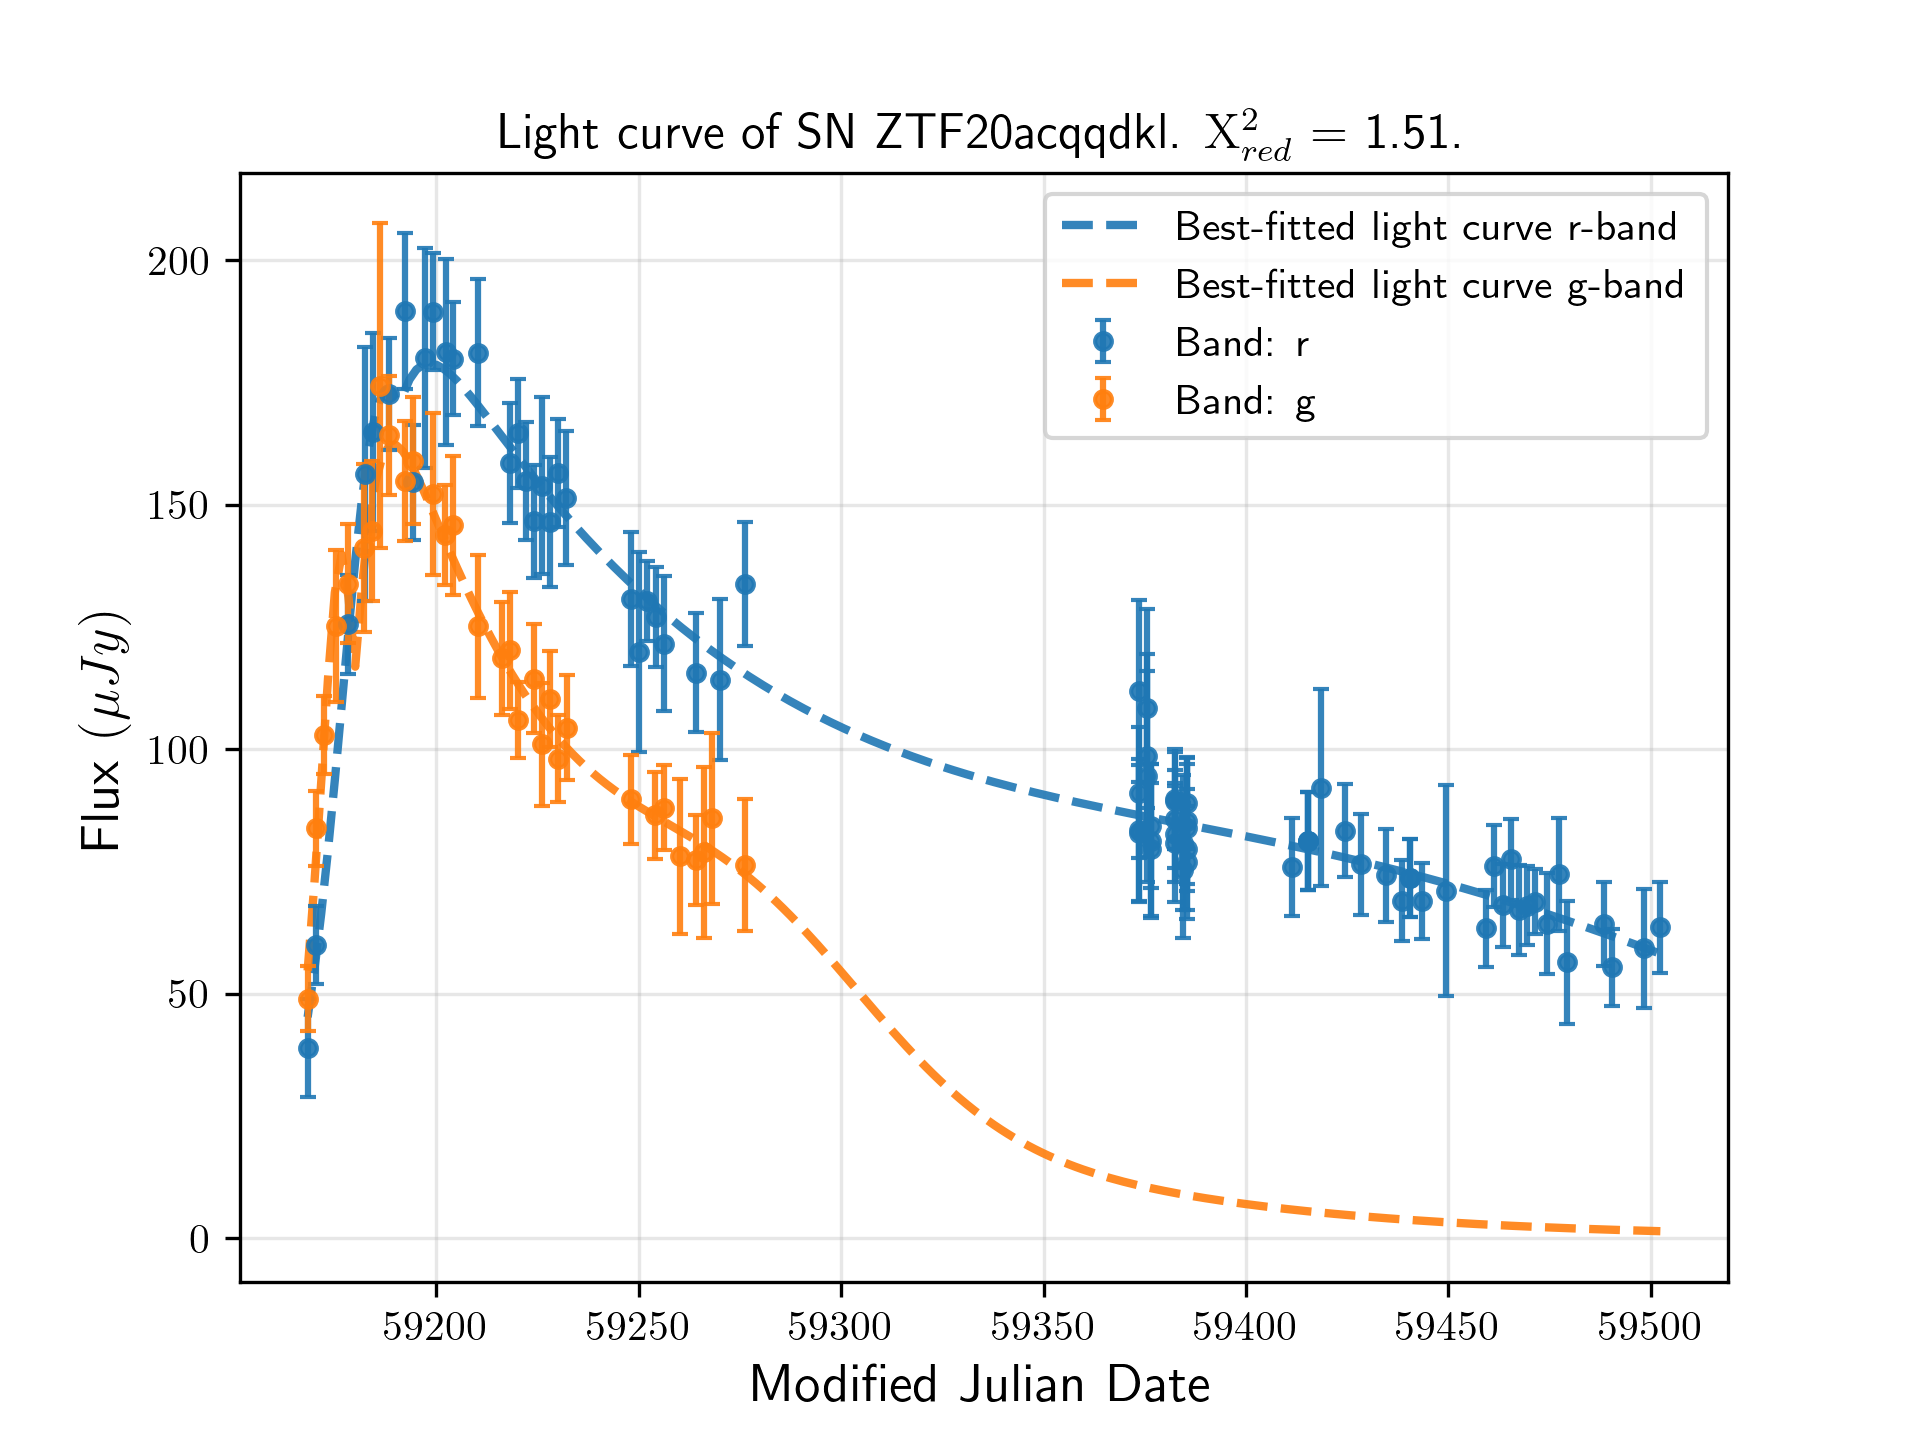 Light curve of SN ZTF20acqqdkl. X²red = 1.51.
Best-fitted light curve r-band
Best-fitted light curve g-band
Band: r
Band: g
200
150
100
50
0
Flux (μJy)
59200 59250 59300 59350 59400 59450 59500
Modified Julian Date